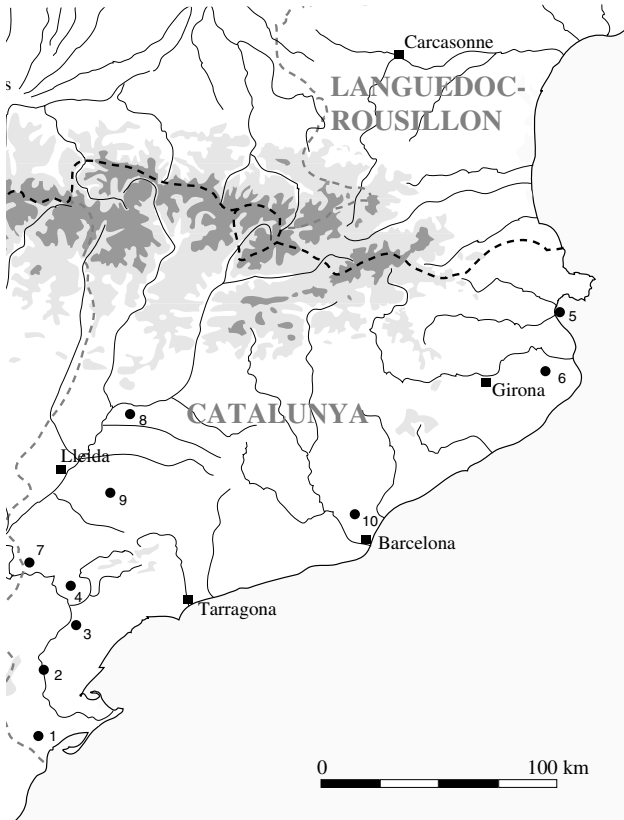 Carcasonne
LANGUEDOC-
ROUSILLON
s
5
6
Girona
8
CATALUNYA
Lleida
9
10
Barcelona
7
4
Tarragona
3
2
1
0 100 km